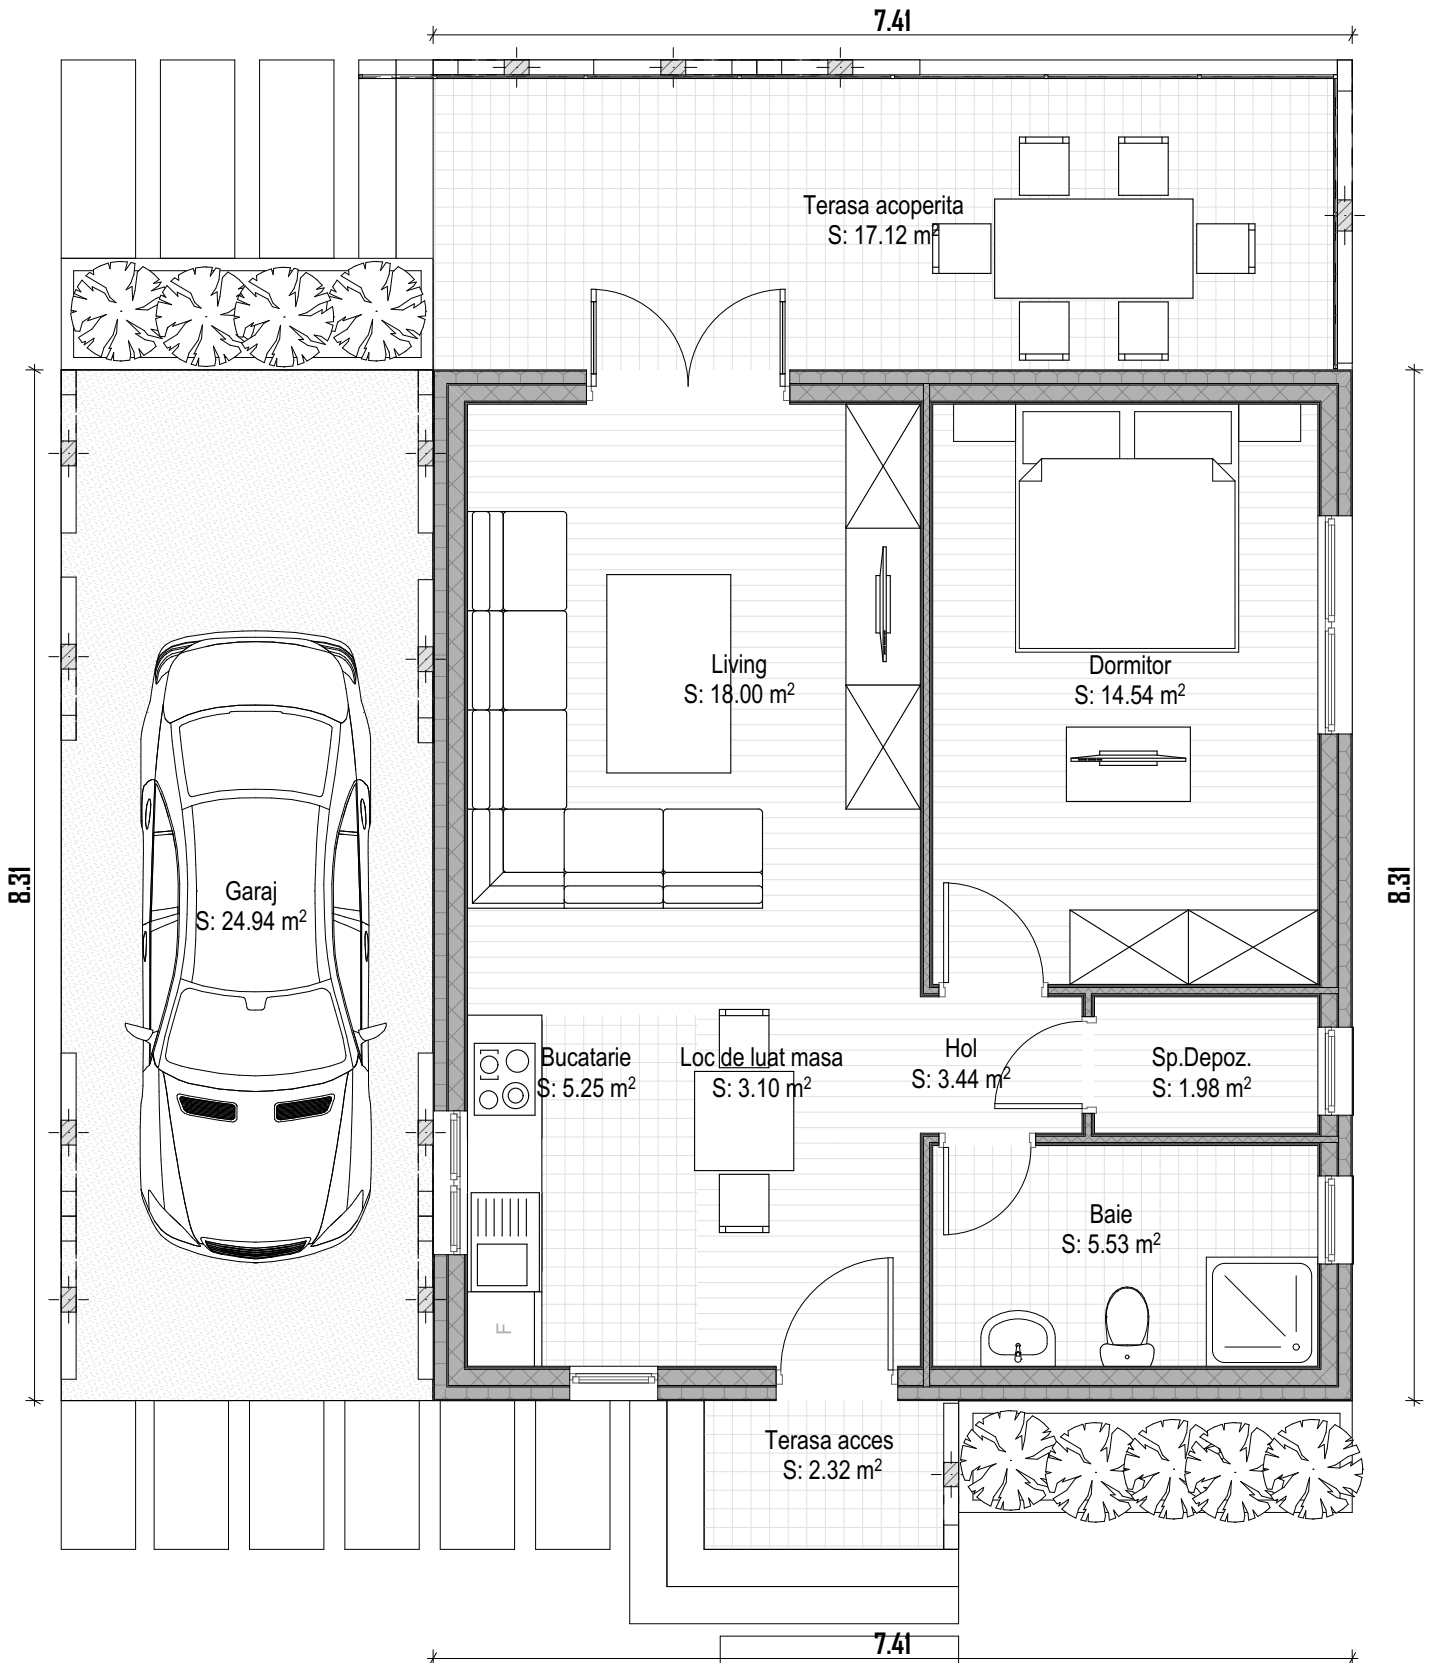 7.41
Terasa acoperita
S: 17.12 m²
Living
S: 18.00 m²
Dormitor
S: 14.54 m²
8.31
Garaj
S: 24.94 m²
8.31
Bucatarie
S: 5.25 m²
Loc de luat masa
S: 3.10 m²
Hol
S: 3.44 m²
Sp.Depoz.
S: 1.98 m²
Baie
S: 5.53 m²
F
Terasa acces
S: 2.32 m²
7.41